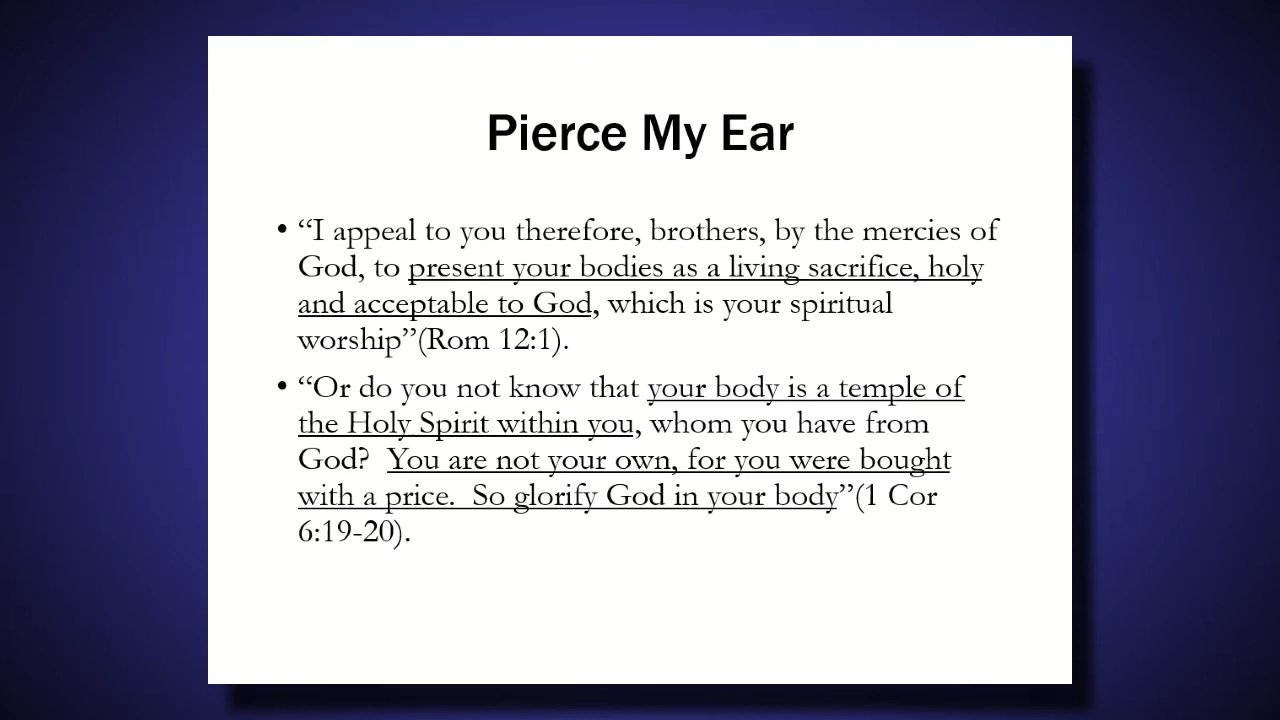 Pierce My Ear
• “I appeal to you therefore, brothers, by the mercies of
God, to present your bodies as a living sacrifice, holy
and acceptable to God, which is your spiritual
worship”(Rom 12:1).
• “Or do you not know that your body is a temple of
the Holy Spirit within you, whom you have from
God?  You are not your own, for you were bought
with a price.  So glorify God in your body”(1 Cor
6:19-20).